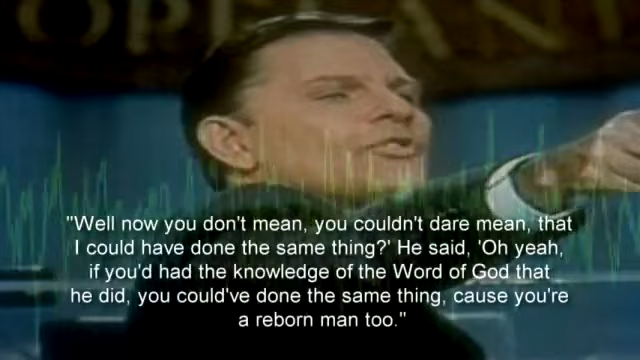 OPELAN
"Well now you don't mean, you couldn't dare mean, that
I could have done the same thing?' He said, 'Oh yeah,
if you'd had the knowledge of the Word of God that
he did, you could've done the same thing, cause you're
a reborn man too."